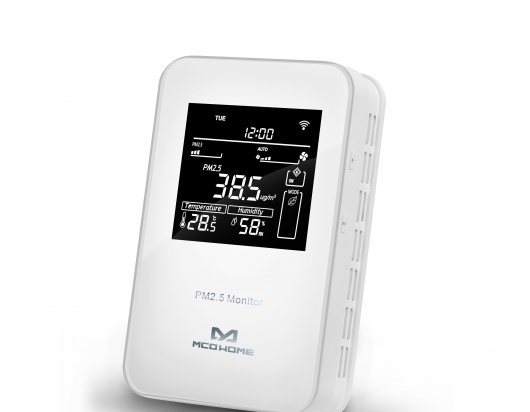 TUE
12:00
PM2.5
AUTO
PM2.5
38.5 ug/m³
ON
MODE
Temperature Humidity
28.5 °C 58 %
PM2.5 Monitor
MCOHOME